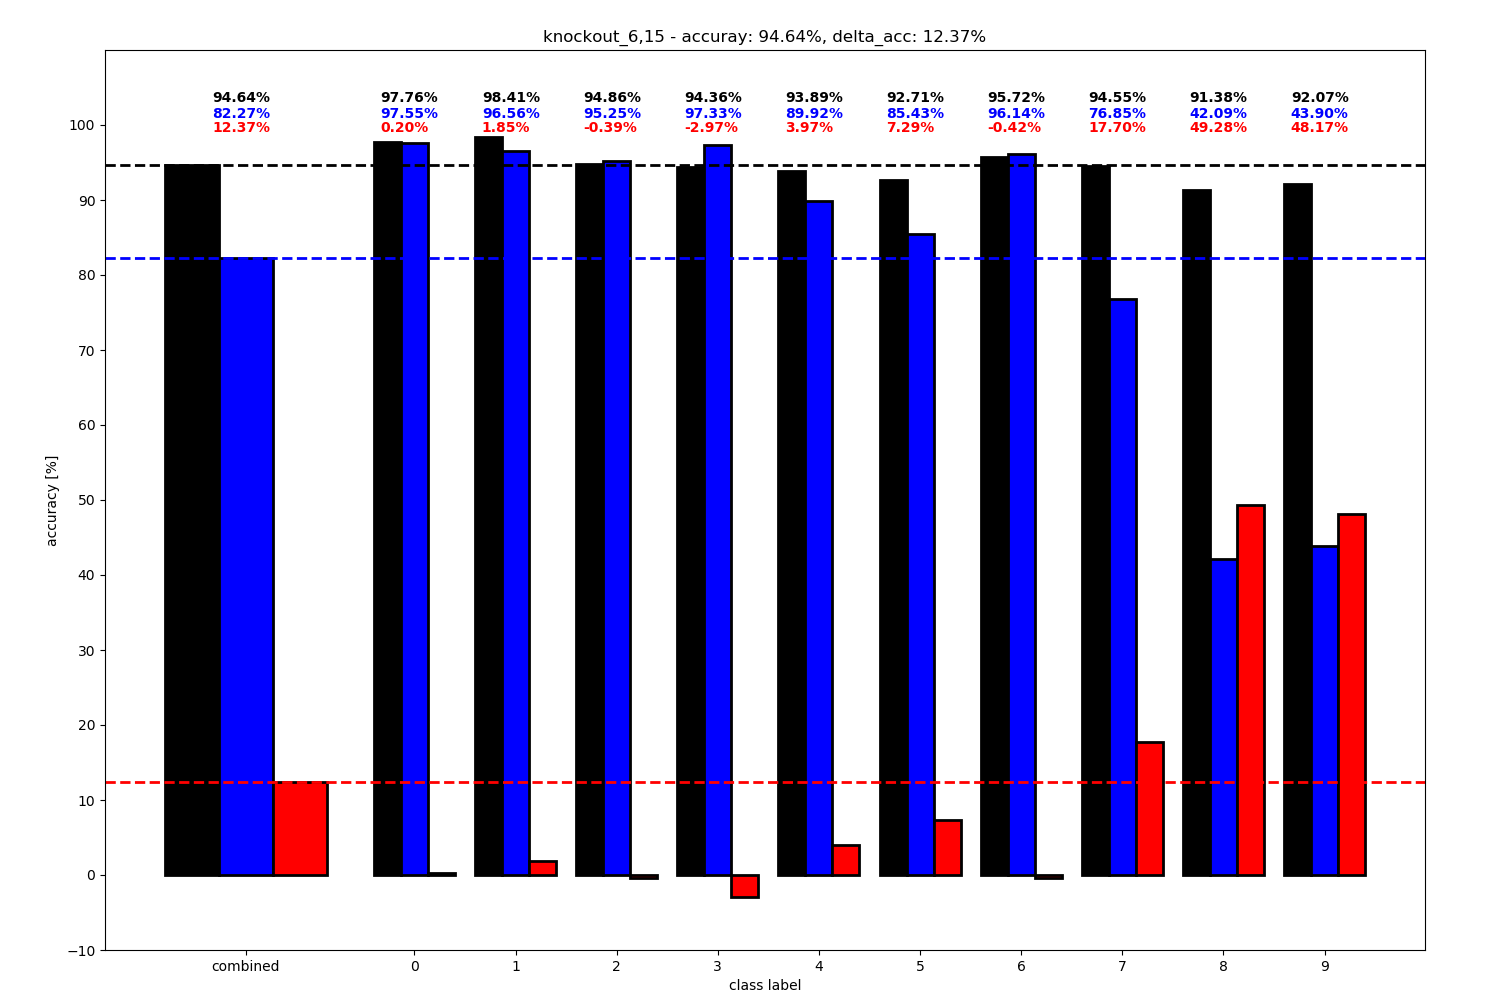 knockout_6,15 - accuray: 94.64%, delta_acc: 12.37%
94.64% 97.76% 98.41% 94.86% 94.36% 93.89% 92.71% 95.72% 94.55% 91.38% 92.07%
82.27% 97.55% 96.56% 95.25% 97.33% 89.92% 85.43% 96.14% 76.85% 42.09% 43.90%
12.37% 0.20% 1.85% -0.39% -2.97% 3.97% 7.29% -0.42% 17.70% 49.28% 48.17%
100
90
80
70
60
50
40
30
20
10
0
−10
accuracy [%]
combined 0 1 2 3 4 5 6 7 8 9
class label